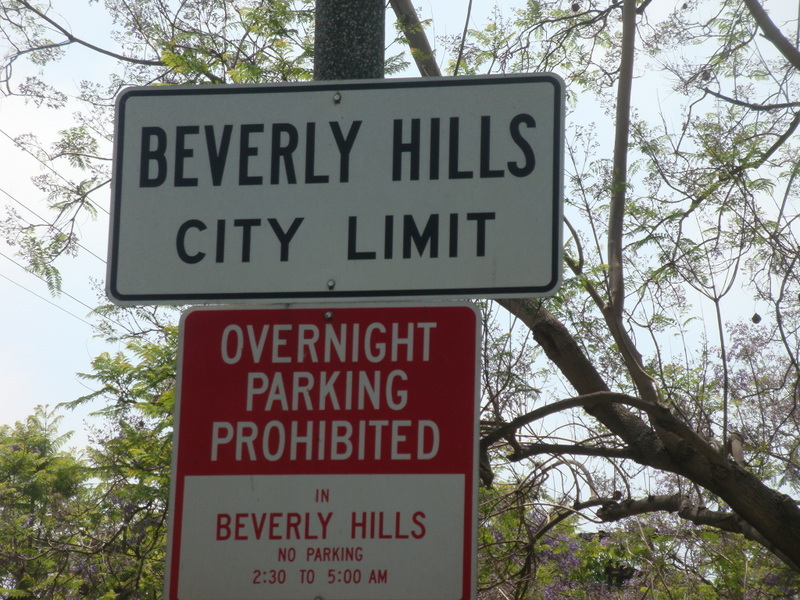 BEVERLY HILLS
CITY LIMIT
OVERNIGHT
PARKING
PROHIBITED
IN
BEVERLY HILLS
NO PARKING
2:30 TO 5:00 AM